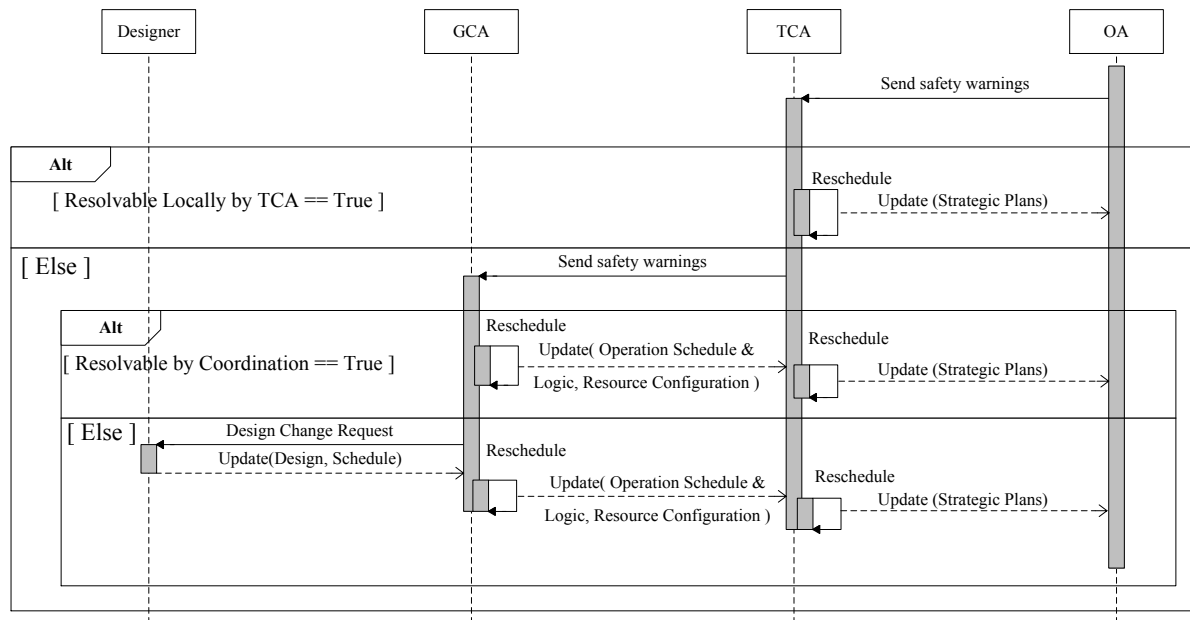 Designer
GCA
TCA
OA
Send safety warnings
Alt
[ Resolvable Locally by TCA == True ]
Reschedule
Update (Strategic Plans)
[ Else ]
Send safety warnings
Alt
[ Resolvable by Coordination == True ]
Reschedule
Update( Operation Schedule &
Logic, Resource Configuration )
Reschedule
Update (Strategic Plans)
[ Else ]
Design Change Request
Update(Design, Schedule)
Reschedule
Update( Operation Schedule &
Logic, Resource Configuration )
Reschedule
Update (Strategic Plans)